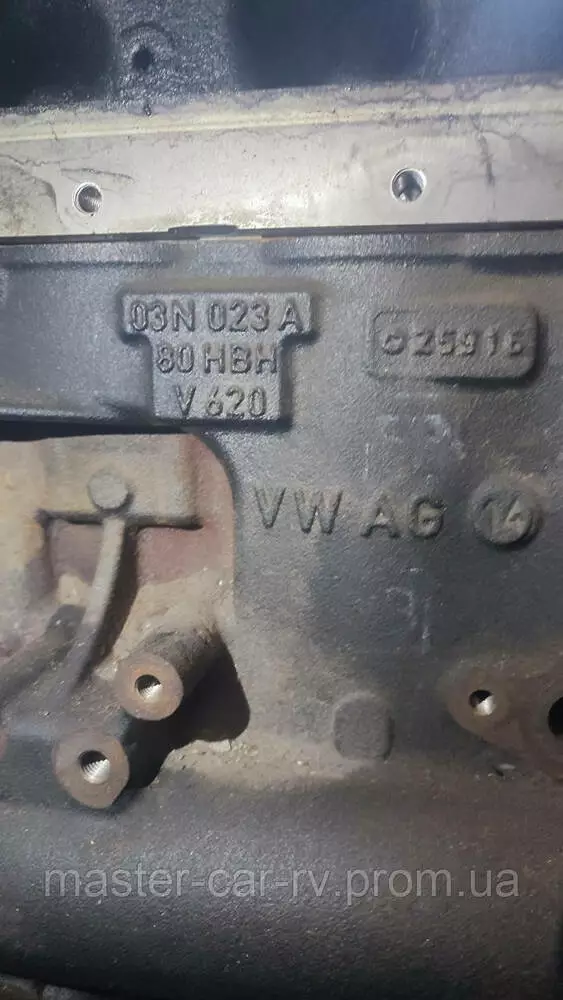 03N 023 A
80 HBH
V 620
25916
VW AG 14
master-car-rv.prom.ua